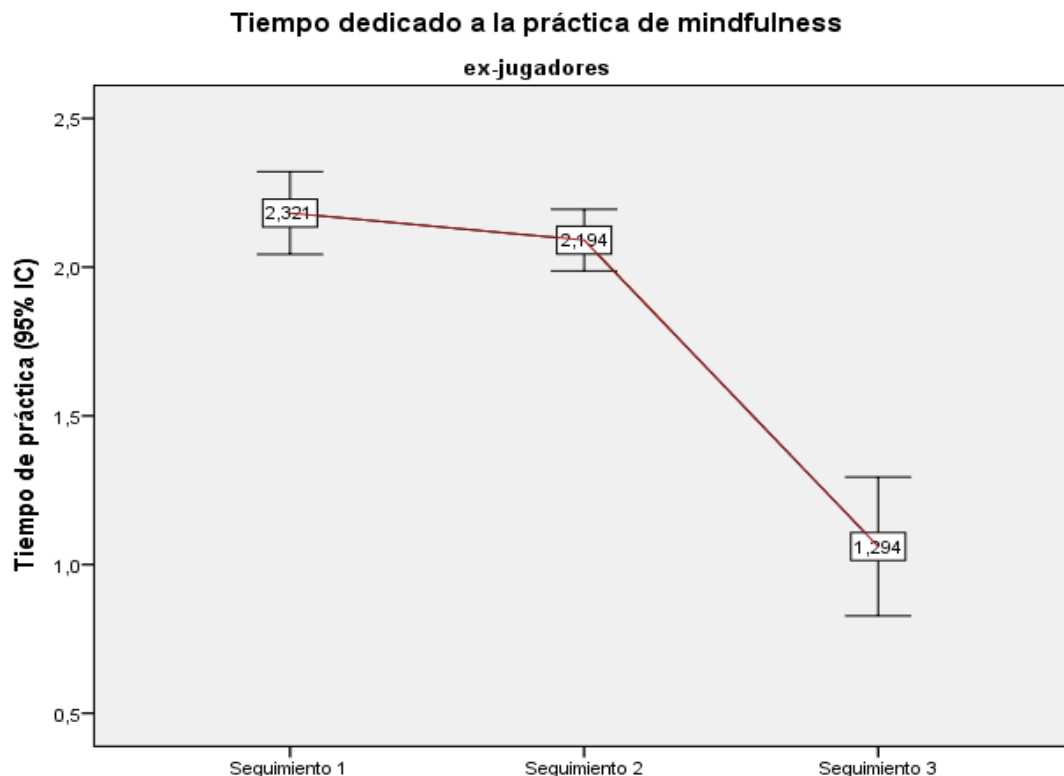 Tiempo dedicado a la práctica de mindfulness
ex-jugadores
Tiempo de práctica (95% IC)
2,5
2,0
1,5
1,0
0,5
2,321
2,194
1,294
Seguimiento 1
Seguimiento 2
Seguimiento 3